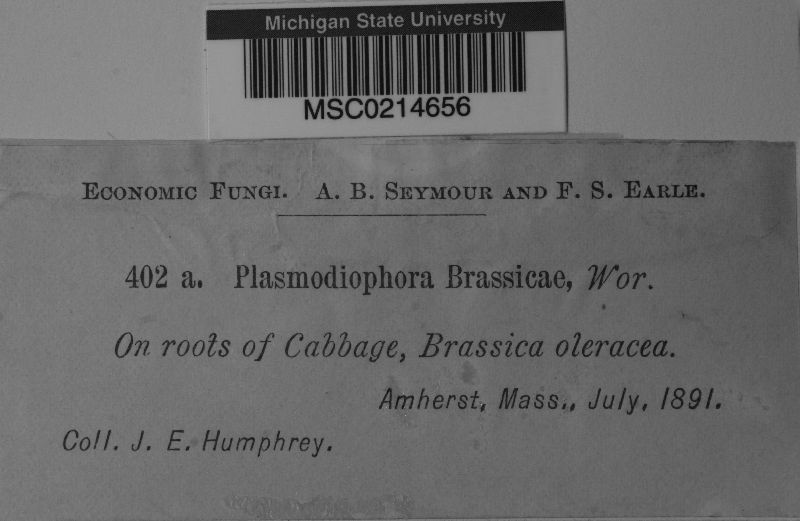 Michigan State University
MSC0214656
Economic Fungi. A. B. Seymour and F. S. Earle.
402 a. Plasmodiophora Brassicae, Wor.
On roots of Cabbage, Brassica oleracea.
Amherst, Mass., July, 1891.
Coll. J. E. Humphrey.